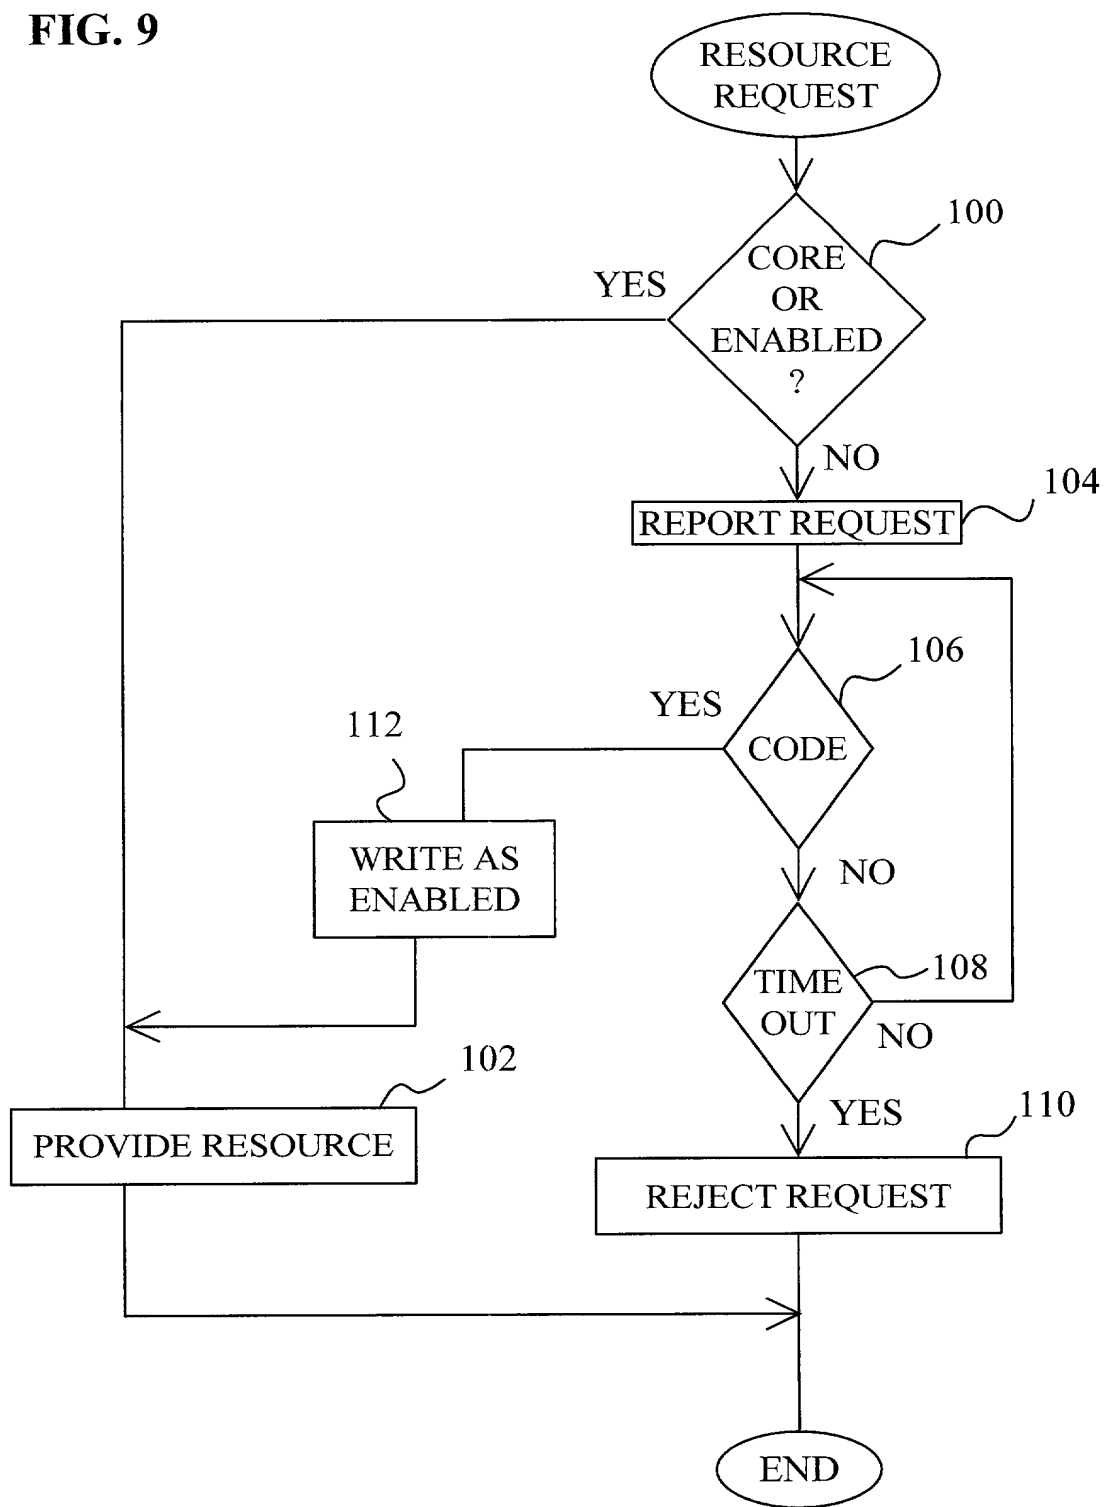 FIG. 9
RESOURCE
REQUEST
100
CORE
OR
ENABLED
?
YES
NO
104
REPORT REQUEST
106
YES
CODE
112
WRITE AS
ENABLED
NO
108
TIME
OUT
NO
102
PROVIDE RESOURCE
YES
110
REJECT REQUEST
END